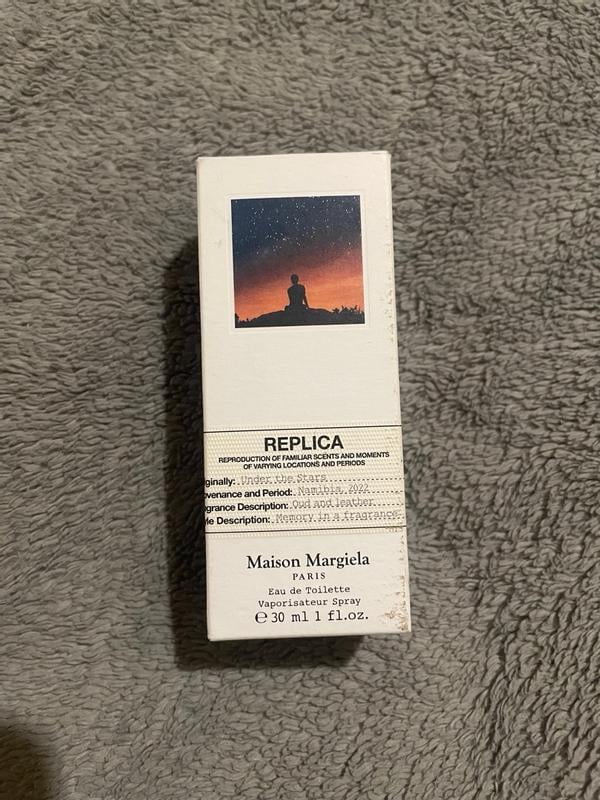 REPLICA
REPRODUCTION OF FAMILIAR SCENTS AND MOMENTS
OF VARYING LOCATIONS AND PERIODS
ginally: Under the Stars
venance and Period: Namibia, 2022
grance Description: Oud and leather
le Description: Memory in a fragrance
Maison Margiela
PARIS
Eau de Toilette
Vaporisateur Spray
℮ 30 ml 1 fl.oz.